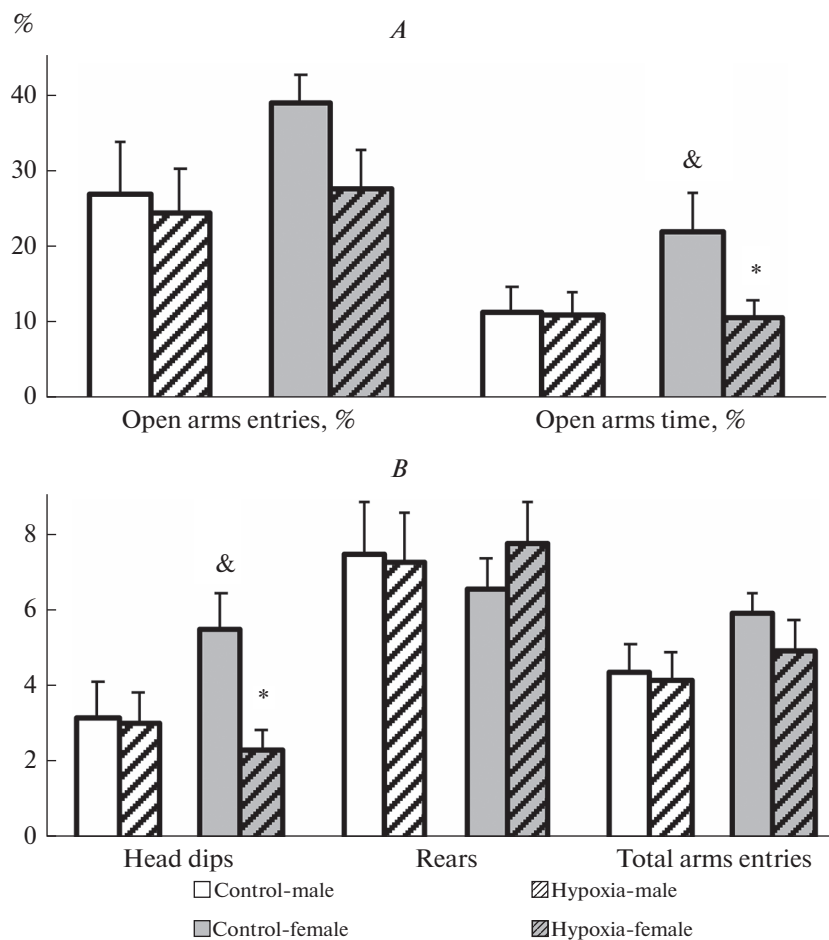 %
A
40
30
20
10
0
&
*
Open arms entries, %
Open arms time, %
B
8
6
4
2
0
&
*
Head dips
Rears
Total arms entries
Control-male
Hypoxia-male
Control-female
Hypoxia-female